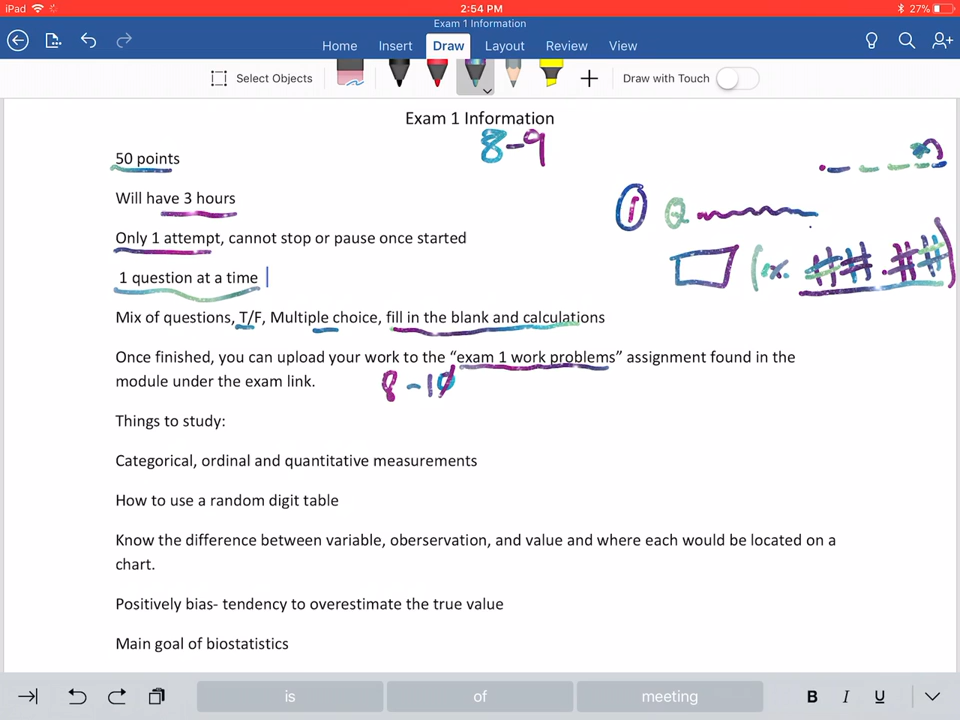 iPad 2:54 PM 27%
Exam 1 Information
Home Insert Draw Layout Review View
Select Objects Draw with Touch
Exam 1 Information
8-9
50 points
Will have 3 hours
1 Q
Only 1 attempt, cannot stop or pause once started
(ex. ##.##)
1 question at a time
Mix of questions, T/F, Multiple choice, fill in the blank and calculations
Once finished, you can upload your work to the “exam 1 work problems” assignment found in the
module under the exam link.
8-10
Things to study:
Categorical, ordinal and quantitative measurements
How to use a random digit table
Know the difference between variable, oberservation, and value and where each would be located on a
chart.
Positively bias- tendency to overestimate the true value
Main goal of biostatistics
is of meeting B I U